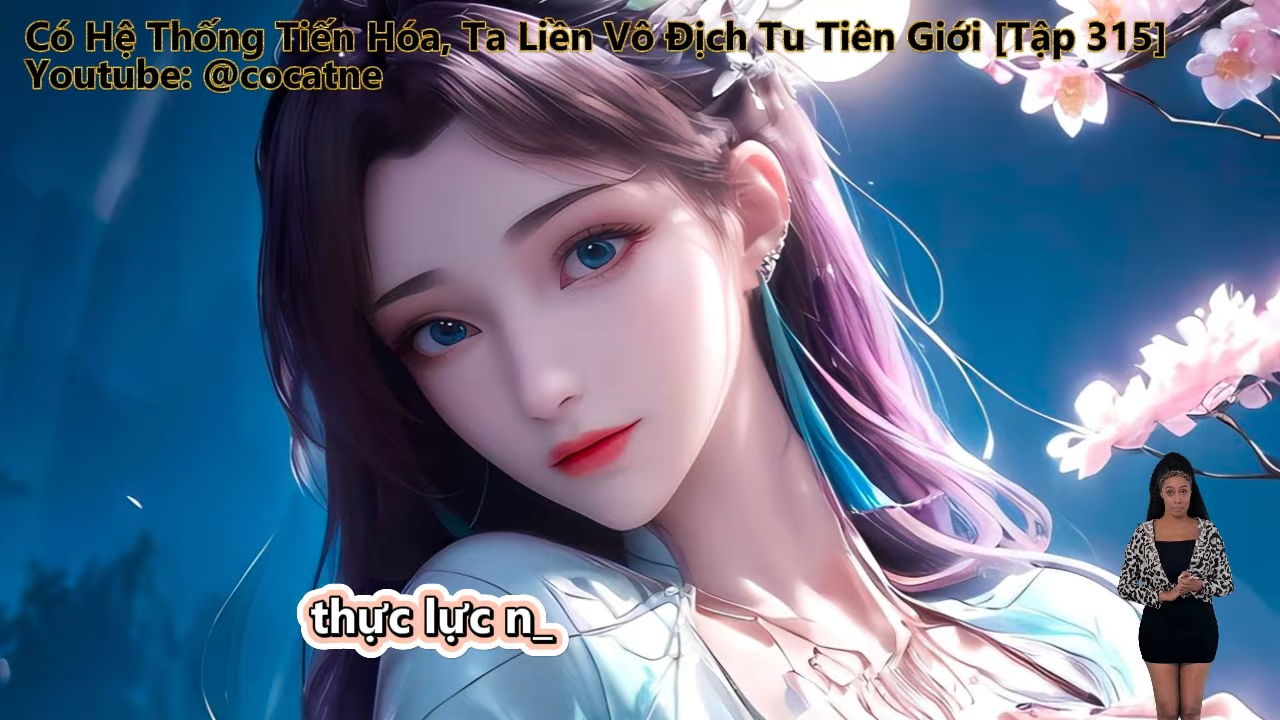 Có Hệ Thống Tiến Hóa, Ta Liền Vô Địch Tu Tiên Giới [Tập 315]
Youtube: @cocatne
thực lực n_